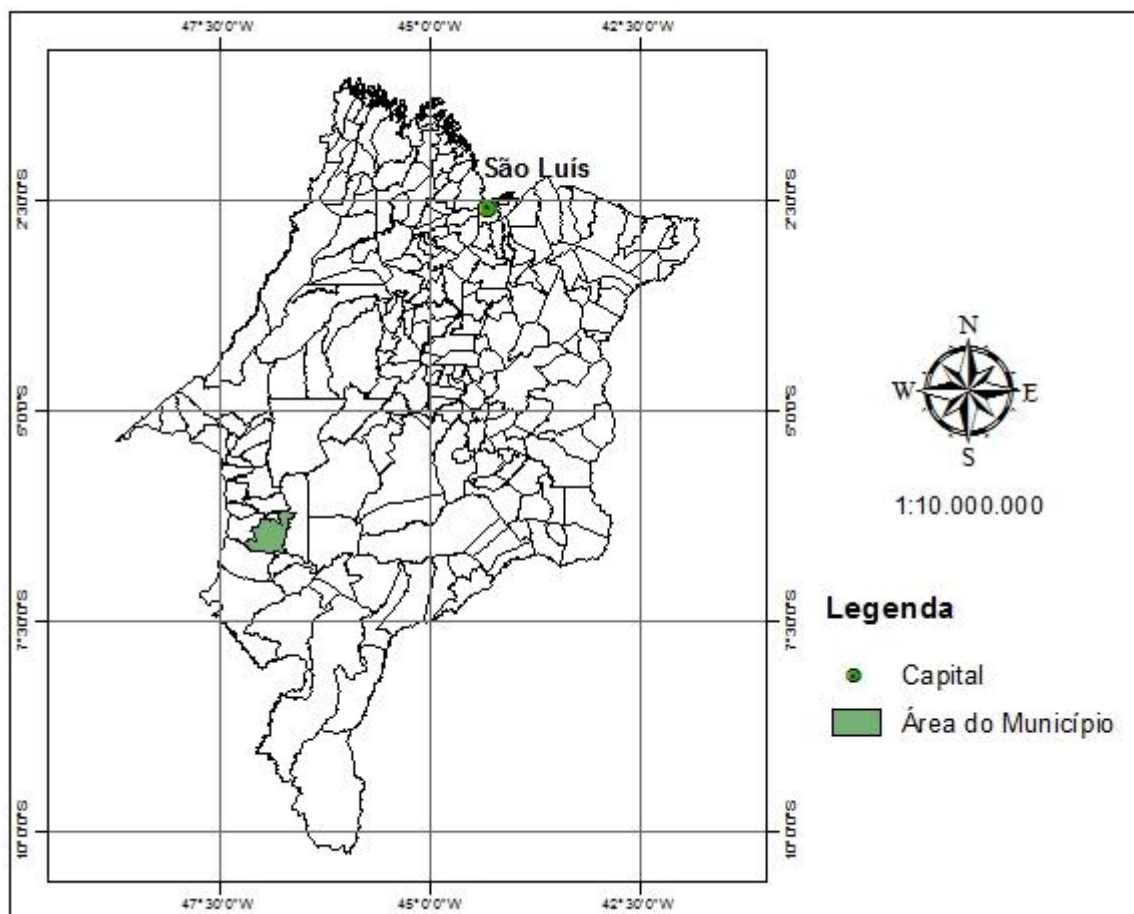 47°30'0"W 45°0'0"W 42°30'0"W
São Luís
2°30'0"S 2°30'0"S
N
W E
S
5°0'0"S 5°0'0"S
1:10.000.000
Legenda
7°30'0"S 7°30'0"S
Capital
Área do Município
10°0'0"S 10°0'0"S
47°30'0"W 45°0'0"W 42°30'0"W